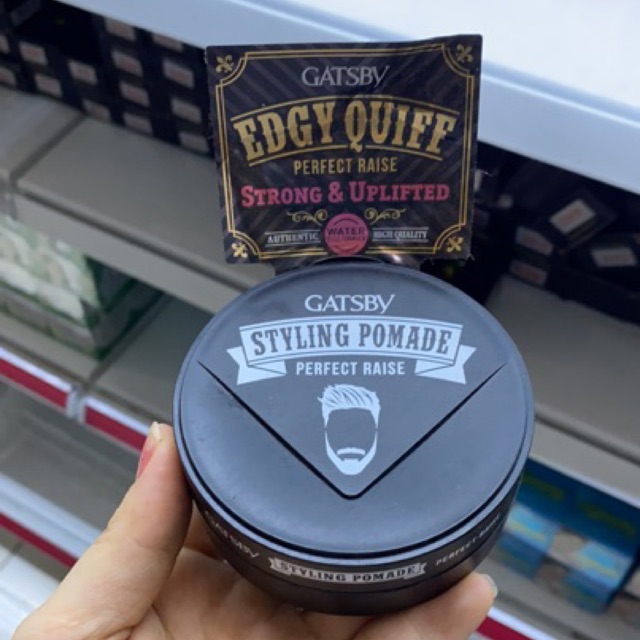 GATSBY
EDGY QUIFF
PERFECT RAISE
STRONG & UPLIFTED
AUTHENTIC WATER HIGH QUALITY
GATSBY
STYLING POMADE
PERFECT RAISE
GATSBY STYLING POMADE PERFECT